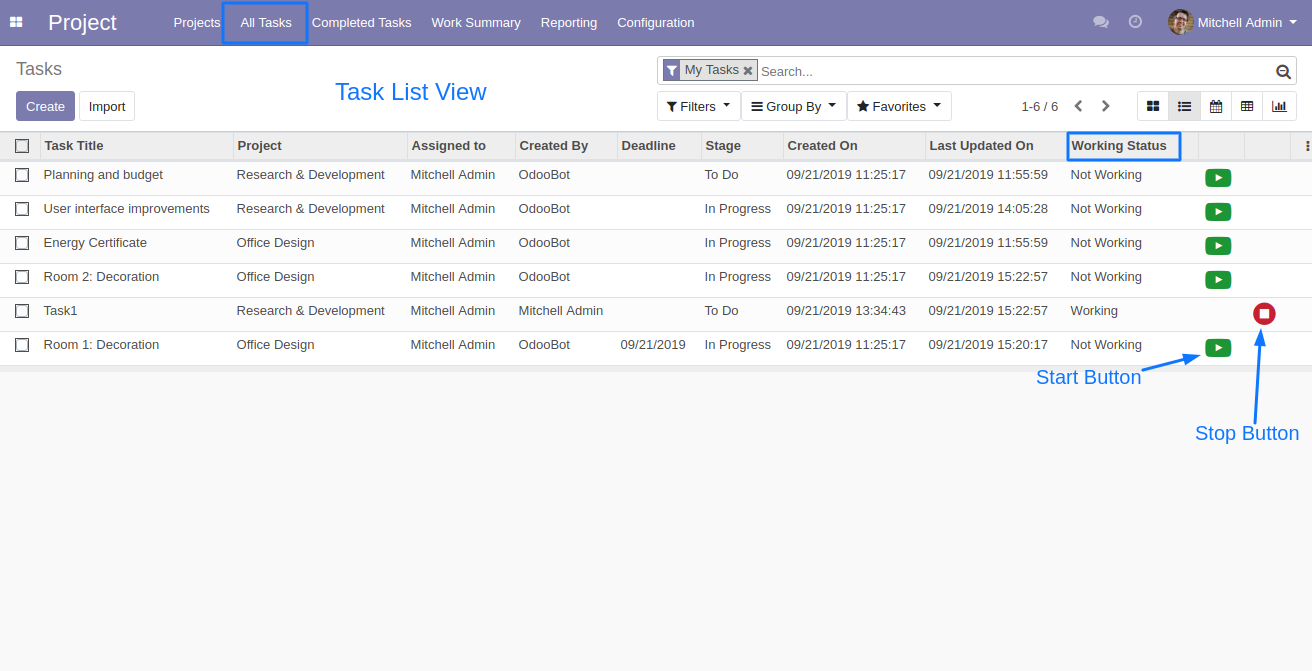 Project Projects All Tasks Completed Tasks Work Summary Reporting Configuration Mitchell Admin
Tasks
My Tasks Search...
Task List View
Create Import
Filters Group By Favorites 1-6 / 6
Task Title Project Assigned to Created By Deadline Stage Created On Last Updated On Working Status
Planning and budget Research & Development Mitchell Admin OdooBot To Do 09/21/2019 11:25:17 09/21/2019 11:55:59 Not Working
User interface improvements Research & Development Mitchell Admin OdooBot In Progress 09/21/2019 11:25:17 09/21/2019 14:05:28 Not Working
Energy Certificate Office Design Mitchell Admin OdooBot In Progress 09/21/2019 11:25:17 09/21/2019 11:55:59 Not Working
Room 2: Decoration Office Design Mitchell Admin OdooBot In Progress 09/21/2019 11:25:17 09/21/2019 15:22:57 Not Working
Task1 Research & Development Mitchell Admin Mitchell Admin To Do 09/21/2019 13:34:43 09/21/2019 15:22:57 Working
Room 1: Decoration Office Design Mitchell Admin OdooBot 09/21/2019 In Progress 09/21/2019 11:25:17 09/21/2019 15:20:17 Not Working
Start Button
Stop Button